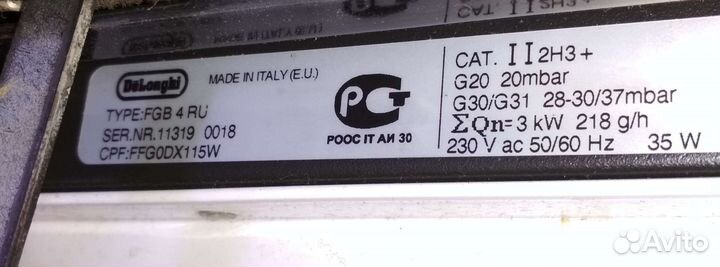 DeLonghi
MADE IN ITALY (E.U.)
TYPE:FGB 4 RU
SER.NR.11319 0018
CPF:FFG0DX115W
РСТ
РОСС IT АИ 30
CAT. II2H3+
G20 20mbar
G30/G31 28-30/37mbar
ΣQn=3 kW 218 g/h
230 V ac 50/60 Hz 35 W
Avito